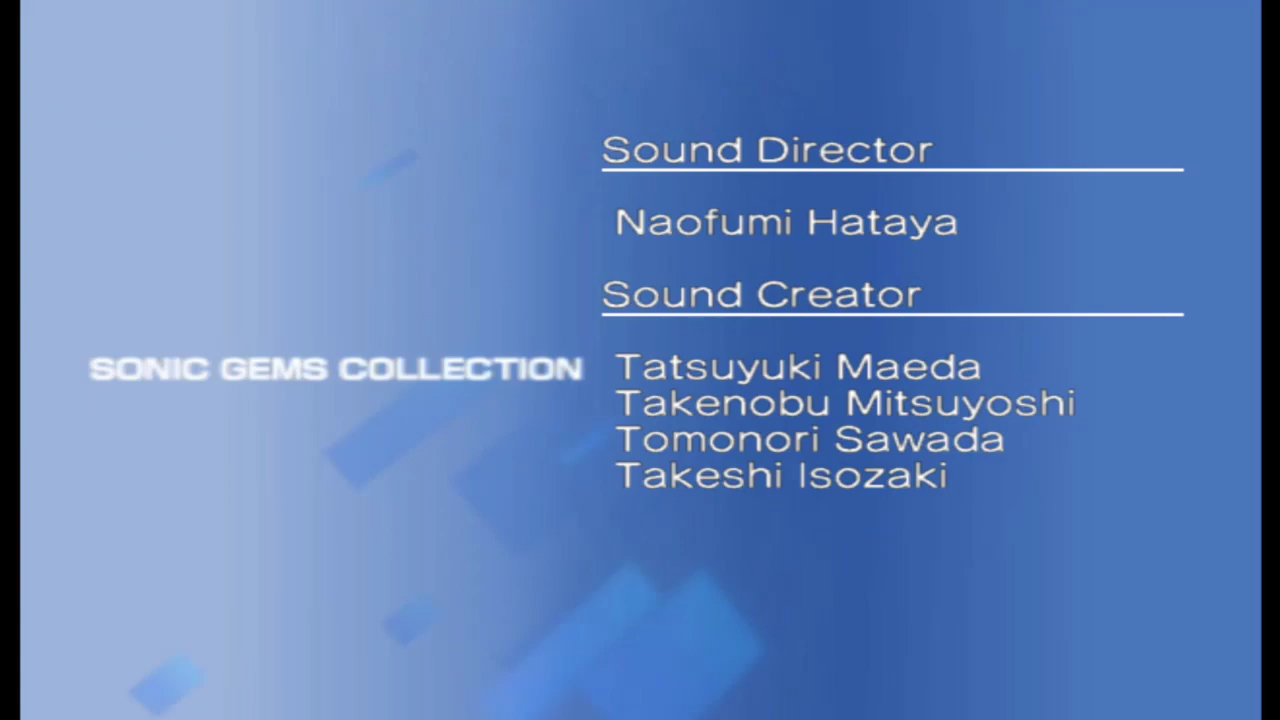 Sound Director
Naofumi Hataya
Sound Creator
SONIC GEMS COLLECTION
Tatsuyuki Maeda
Takenobu Mitsuyoshi
Tomonori Sawada
Takeshi Isozaki